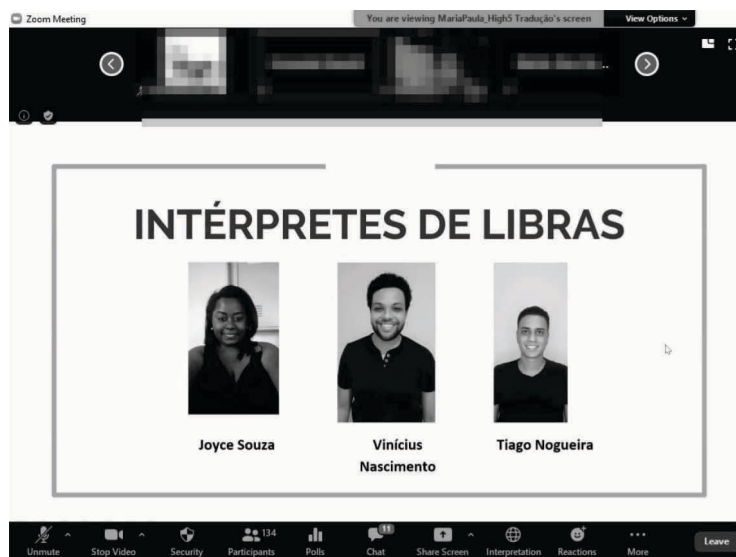 Zoom Meeting
You are viewing MariaPaula_High5 Tradução's screen
View Options
INTÉRPRETES DE LIBRAS
Joyce Souza
Vinícius
Nascimento
Tiago Nogueira
11
134
Unmute
Stop Video
Security
Participants
Polls
Chat
Share Screen
Interpretation
Reactions
More
Leave